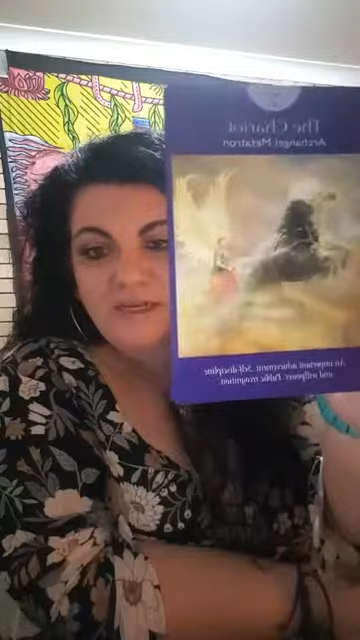 The Chariot
Archangel Metatron
An important achievement. Self-discipline
and willpower. Public recognition.